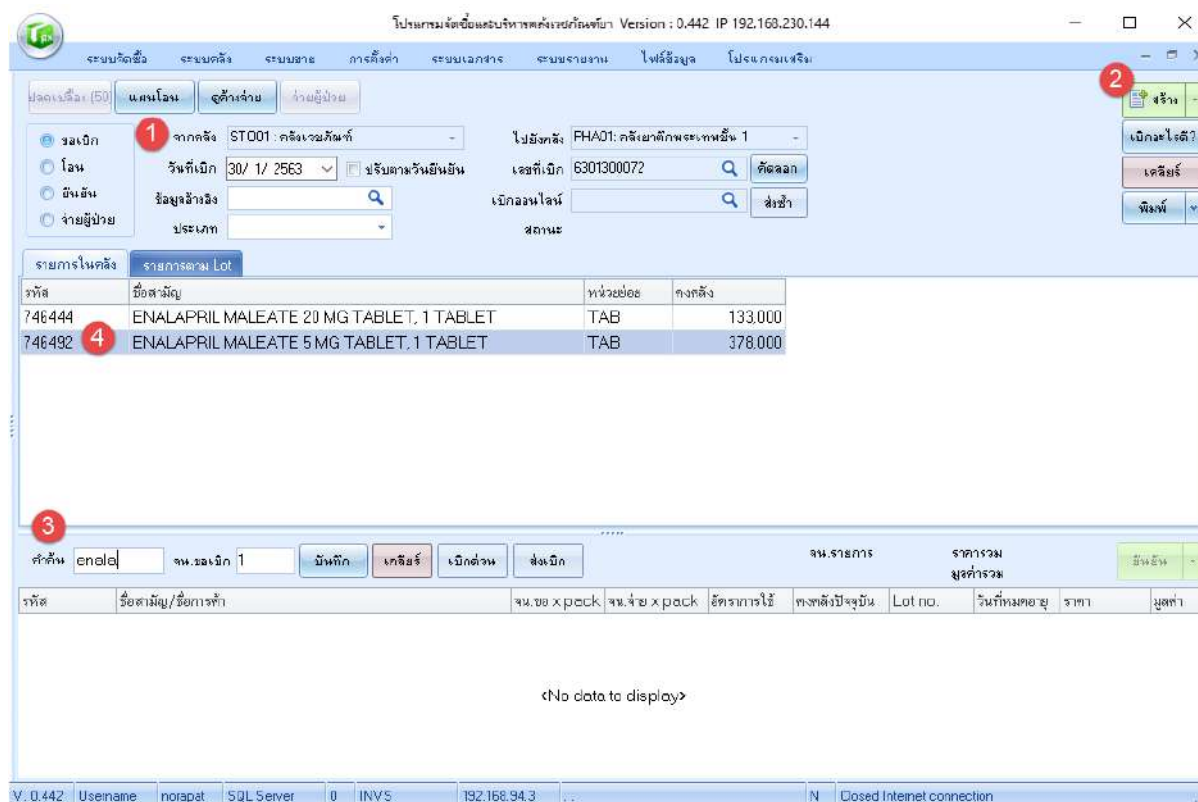 โปรแกรมจัดซื้อและบริหารคลังเวชภัณฑ์ยา Version : 0.442 IP 192.168.230.144
ระบบจัดซื้อ ระบบคลัง ระบบขาย การตั้งค่า ระบบเอกสาร ระบบรายงาน ไฟล์ข้อมูล โปรแกรมเสริม
2
(50) แผนโอน ดูค้างจ่าย จ่ายผู้ป่วย สร้าง
ขอเบิก 1 จากคลัง STO01 : คลังเวชภัณฑ์ ไปยังคลัง PHA01: คลังยาตึกพระเทพชั้น 1 เบิกอะไรดี?
โอน วันที่เบิก 30/ 1/ 2563 ปรับตามวันยืนยัน เลขที่เบิก 6301300072 คัดลอก เคลียร์
ยืนยัน ข้อมูลอ้างอิง เบิกออนไลน์ ส่งซ้ำ พิมพ์
จ่ายผู้ป่วย ประเภท สถานะ
รายการในคลัง รายการตาม Lot
รหัส ชื่อสามัญ หน่วยย่อย คงคลัง
746444 ENALAPRIL MALEATE 20 MG TABLET, 1 TABLET TAB 133,000
746492 4 ENALAPRIL MALEATE 5 MG TABLET, 1 TABLET TAB 378,000
3
คำค้น enala จน.ขอเบิก 1 บันทึก เคลียร์ เบิกด่วน ส่งเบิก จน.รายการ ราคารวม ยืนยัน
มูลค่ารวม
รหัส ชื่อสามัญ/ชื่อการค้า จน.ขอ x pack จน.จ่าย x pack อัตราการใช้ คงคลังปัจจุบัน Lot no. วันที่หมดอายุ ราคา มูลค่า
<No data to display>
V. 0.442 Username norapat SQL Server 0 INVS 192.168.94.3 . . N Closed Internet connection